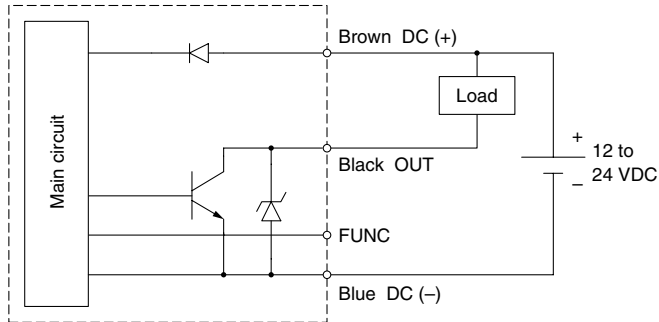 Brown DC (+)
Main circuit
Load
Black OUT
+
12 to
24 VDC
–
FUNC
Blue DC (–)